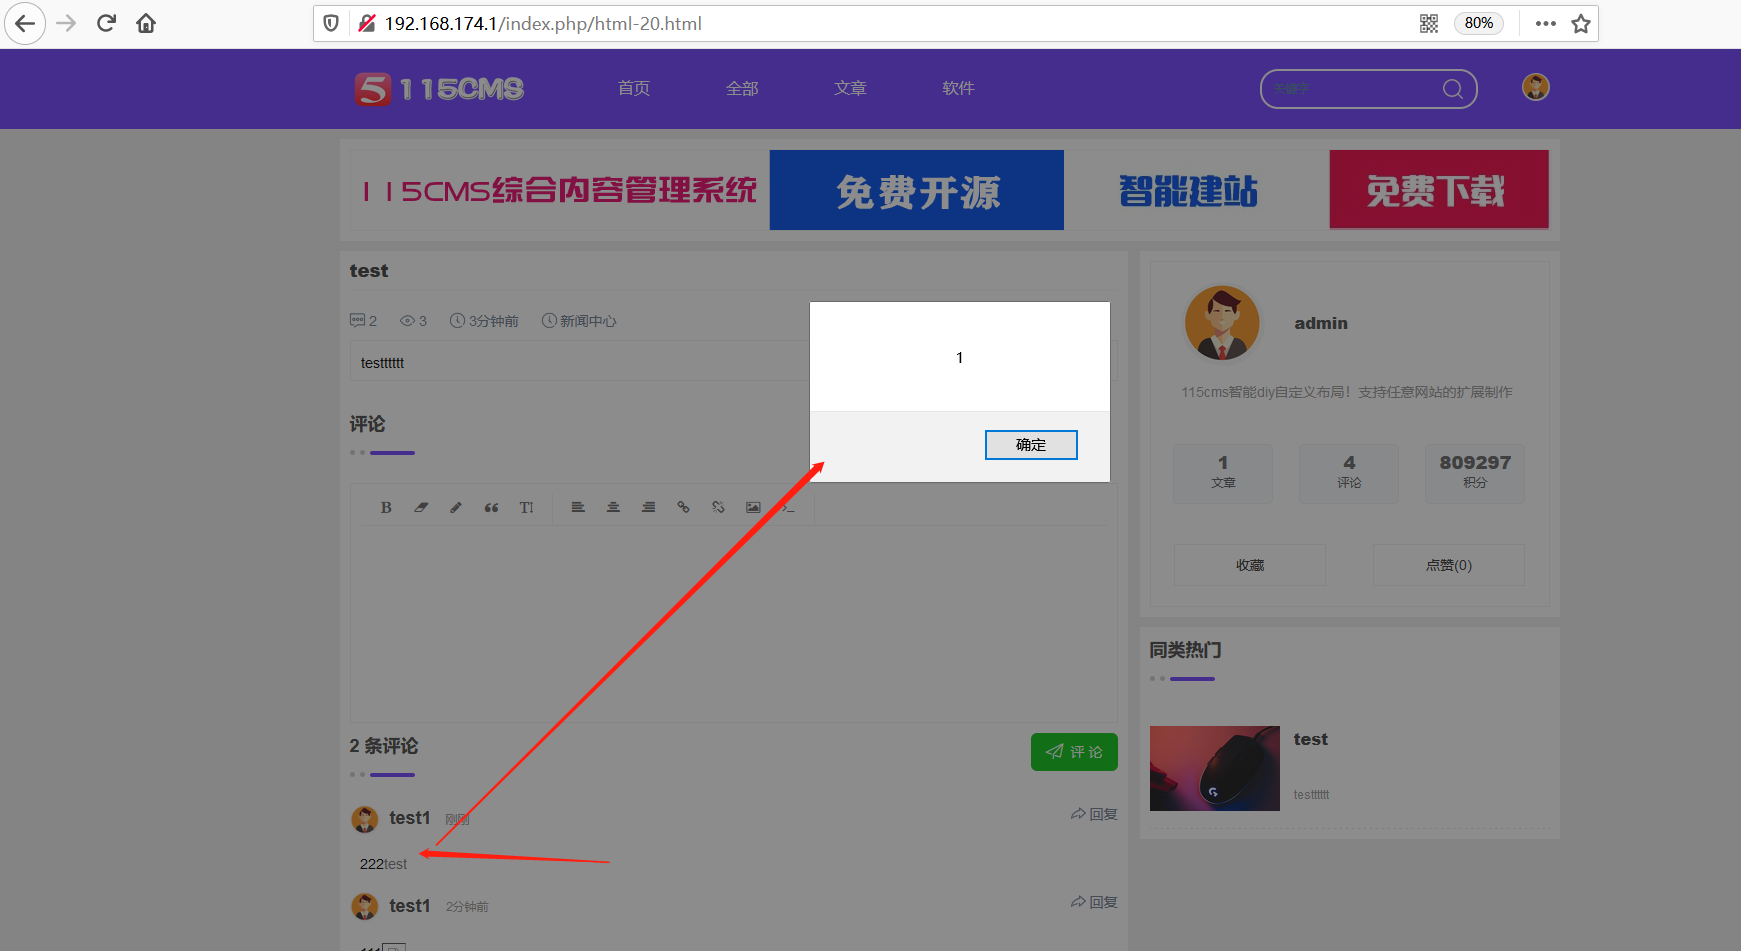 192.168.174.1/index.php/html-20.html
80%
5 115CMS
首页
全部
文章
软件
关键字
115CMS综合内容管理系统
免费开源
智能建站
免费下载
test
2
3
3分钟前
新闻中心
testttttt
1
确定
评论
B
TI
2 条评论
评 论
test1
刚刚
回复
222test
test1
2分钟前
回复
admin
115cms智能diy自定义布局！支持任意网站的扩展制作
1
文章
4
评论
809297
积分
收藏
点赞(0)
同类热门
test
testttttt